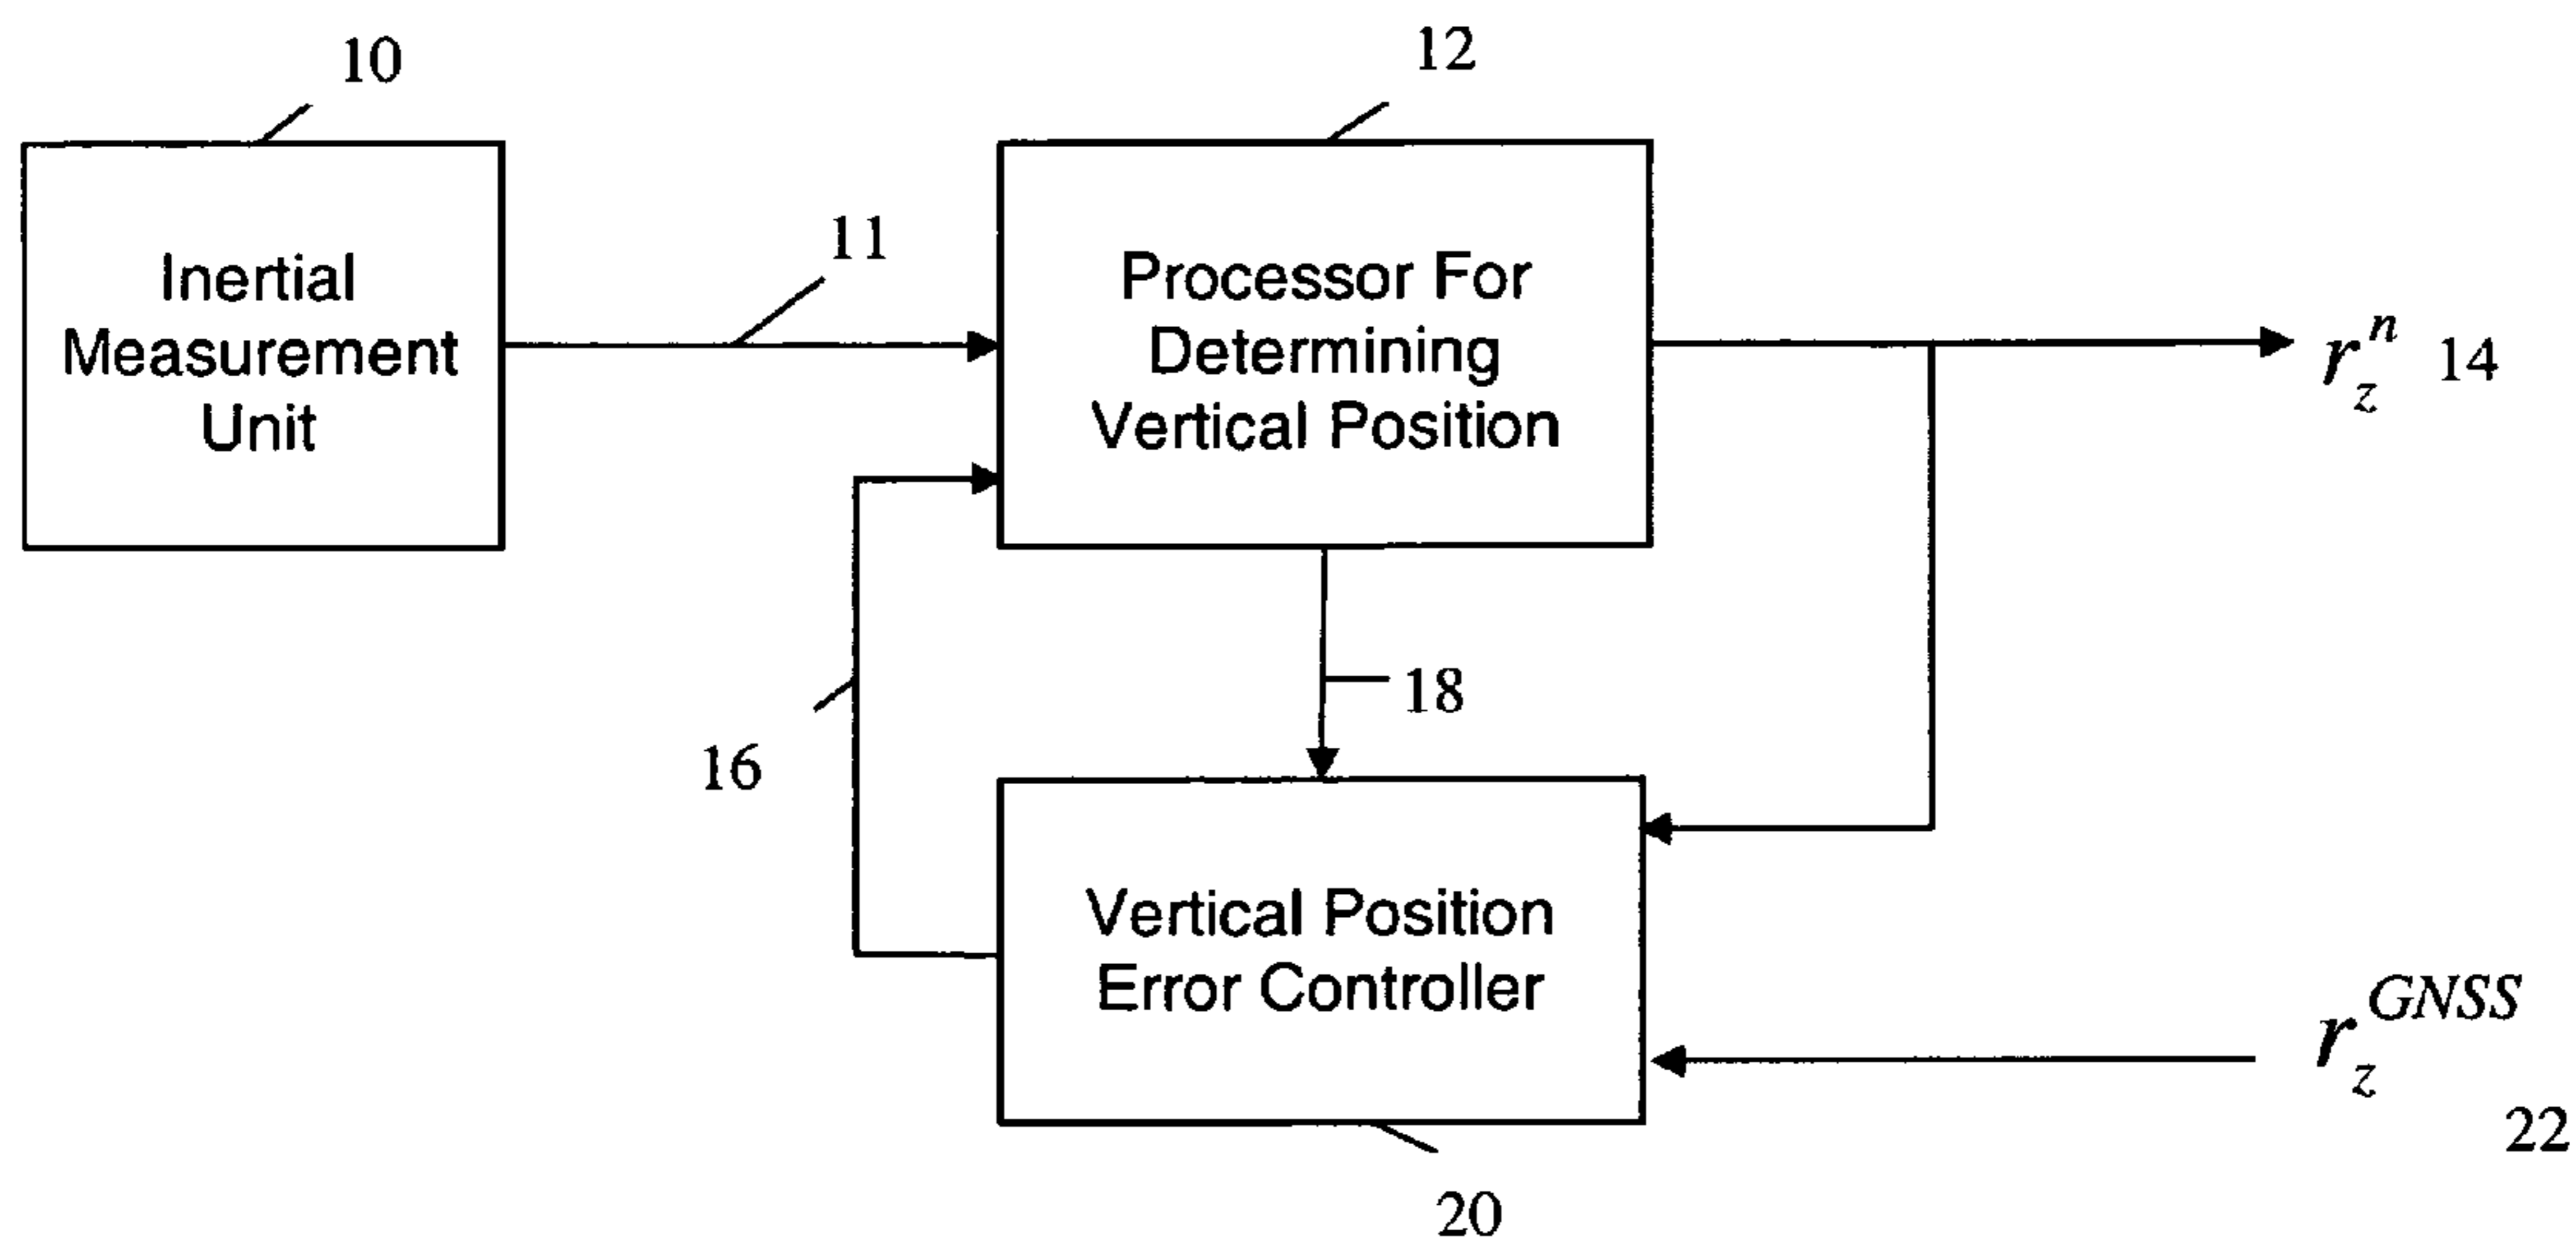 10
12
Inertial
Measurement
Unit
11
Processor For
Determining
Vertical Position
r_z^n 14
16
18
Vertical Position
Error Controller
r_z^{GNSS}
22
20